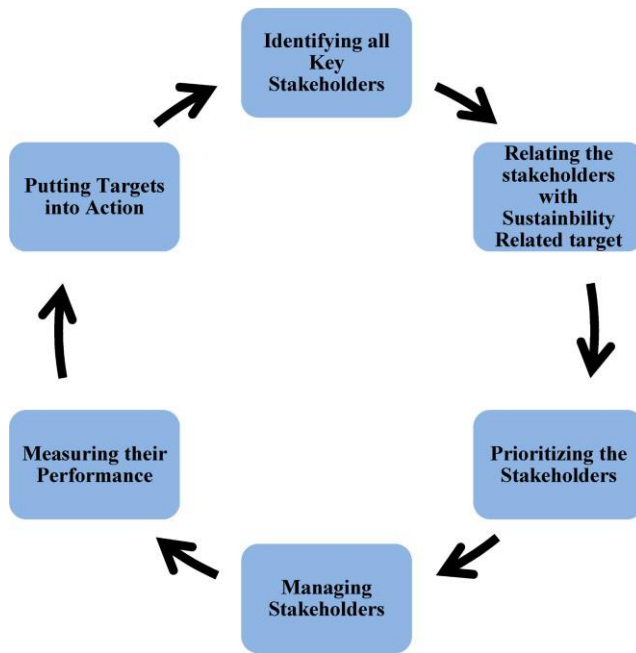 Identifying all
Key
Stakeholders
Relating the
stakeholders
with
Sustainbility
Related target
Prioritizing the
Stakeholders
Managing
Stakeholders
Measuring their
Performance
Putting Targets
into Action